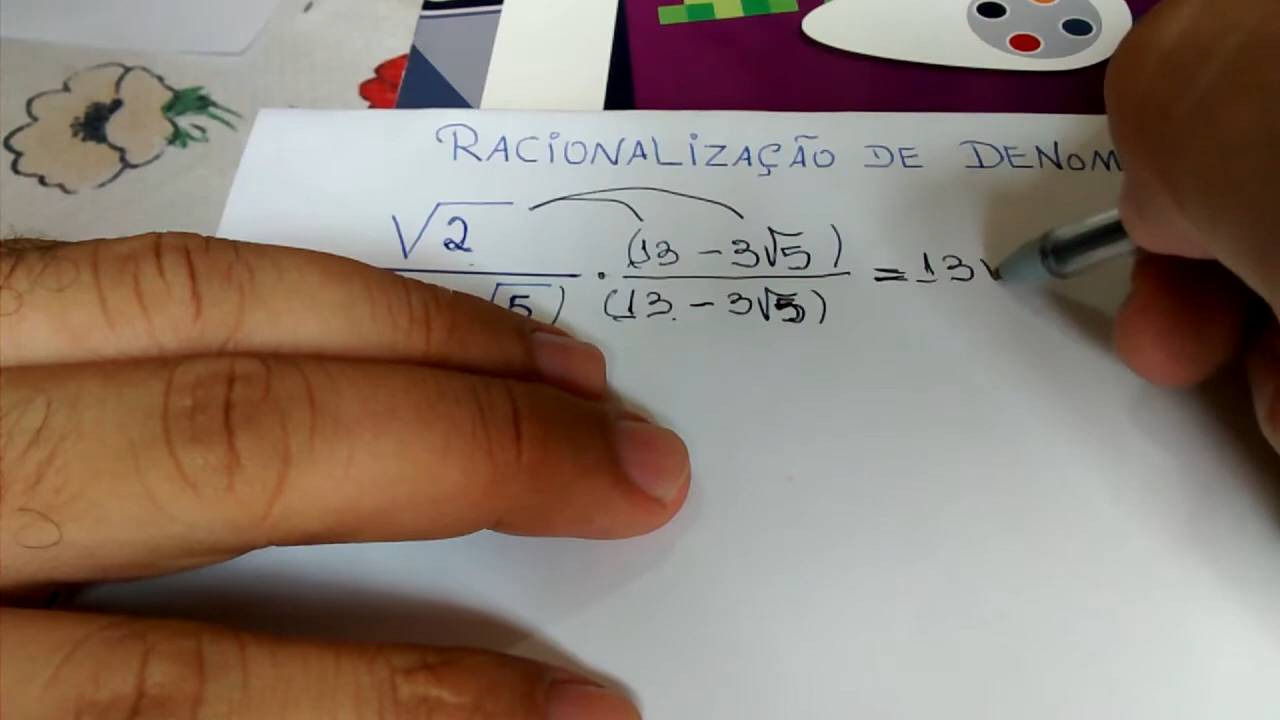 RACIONALIZAÇÃO DE DENOM
√2 (13 - 3√5)
√5) · (13 - 3√5) = 13√